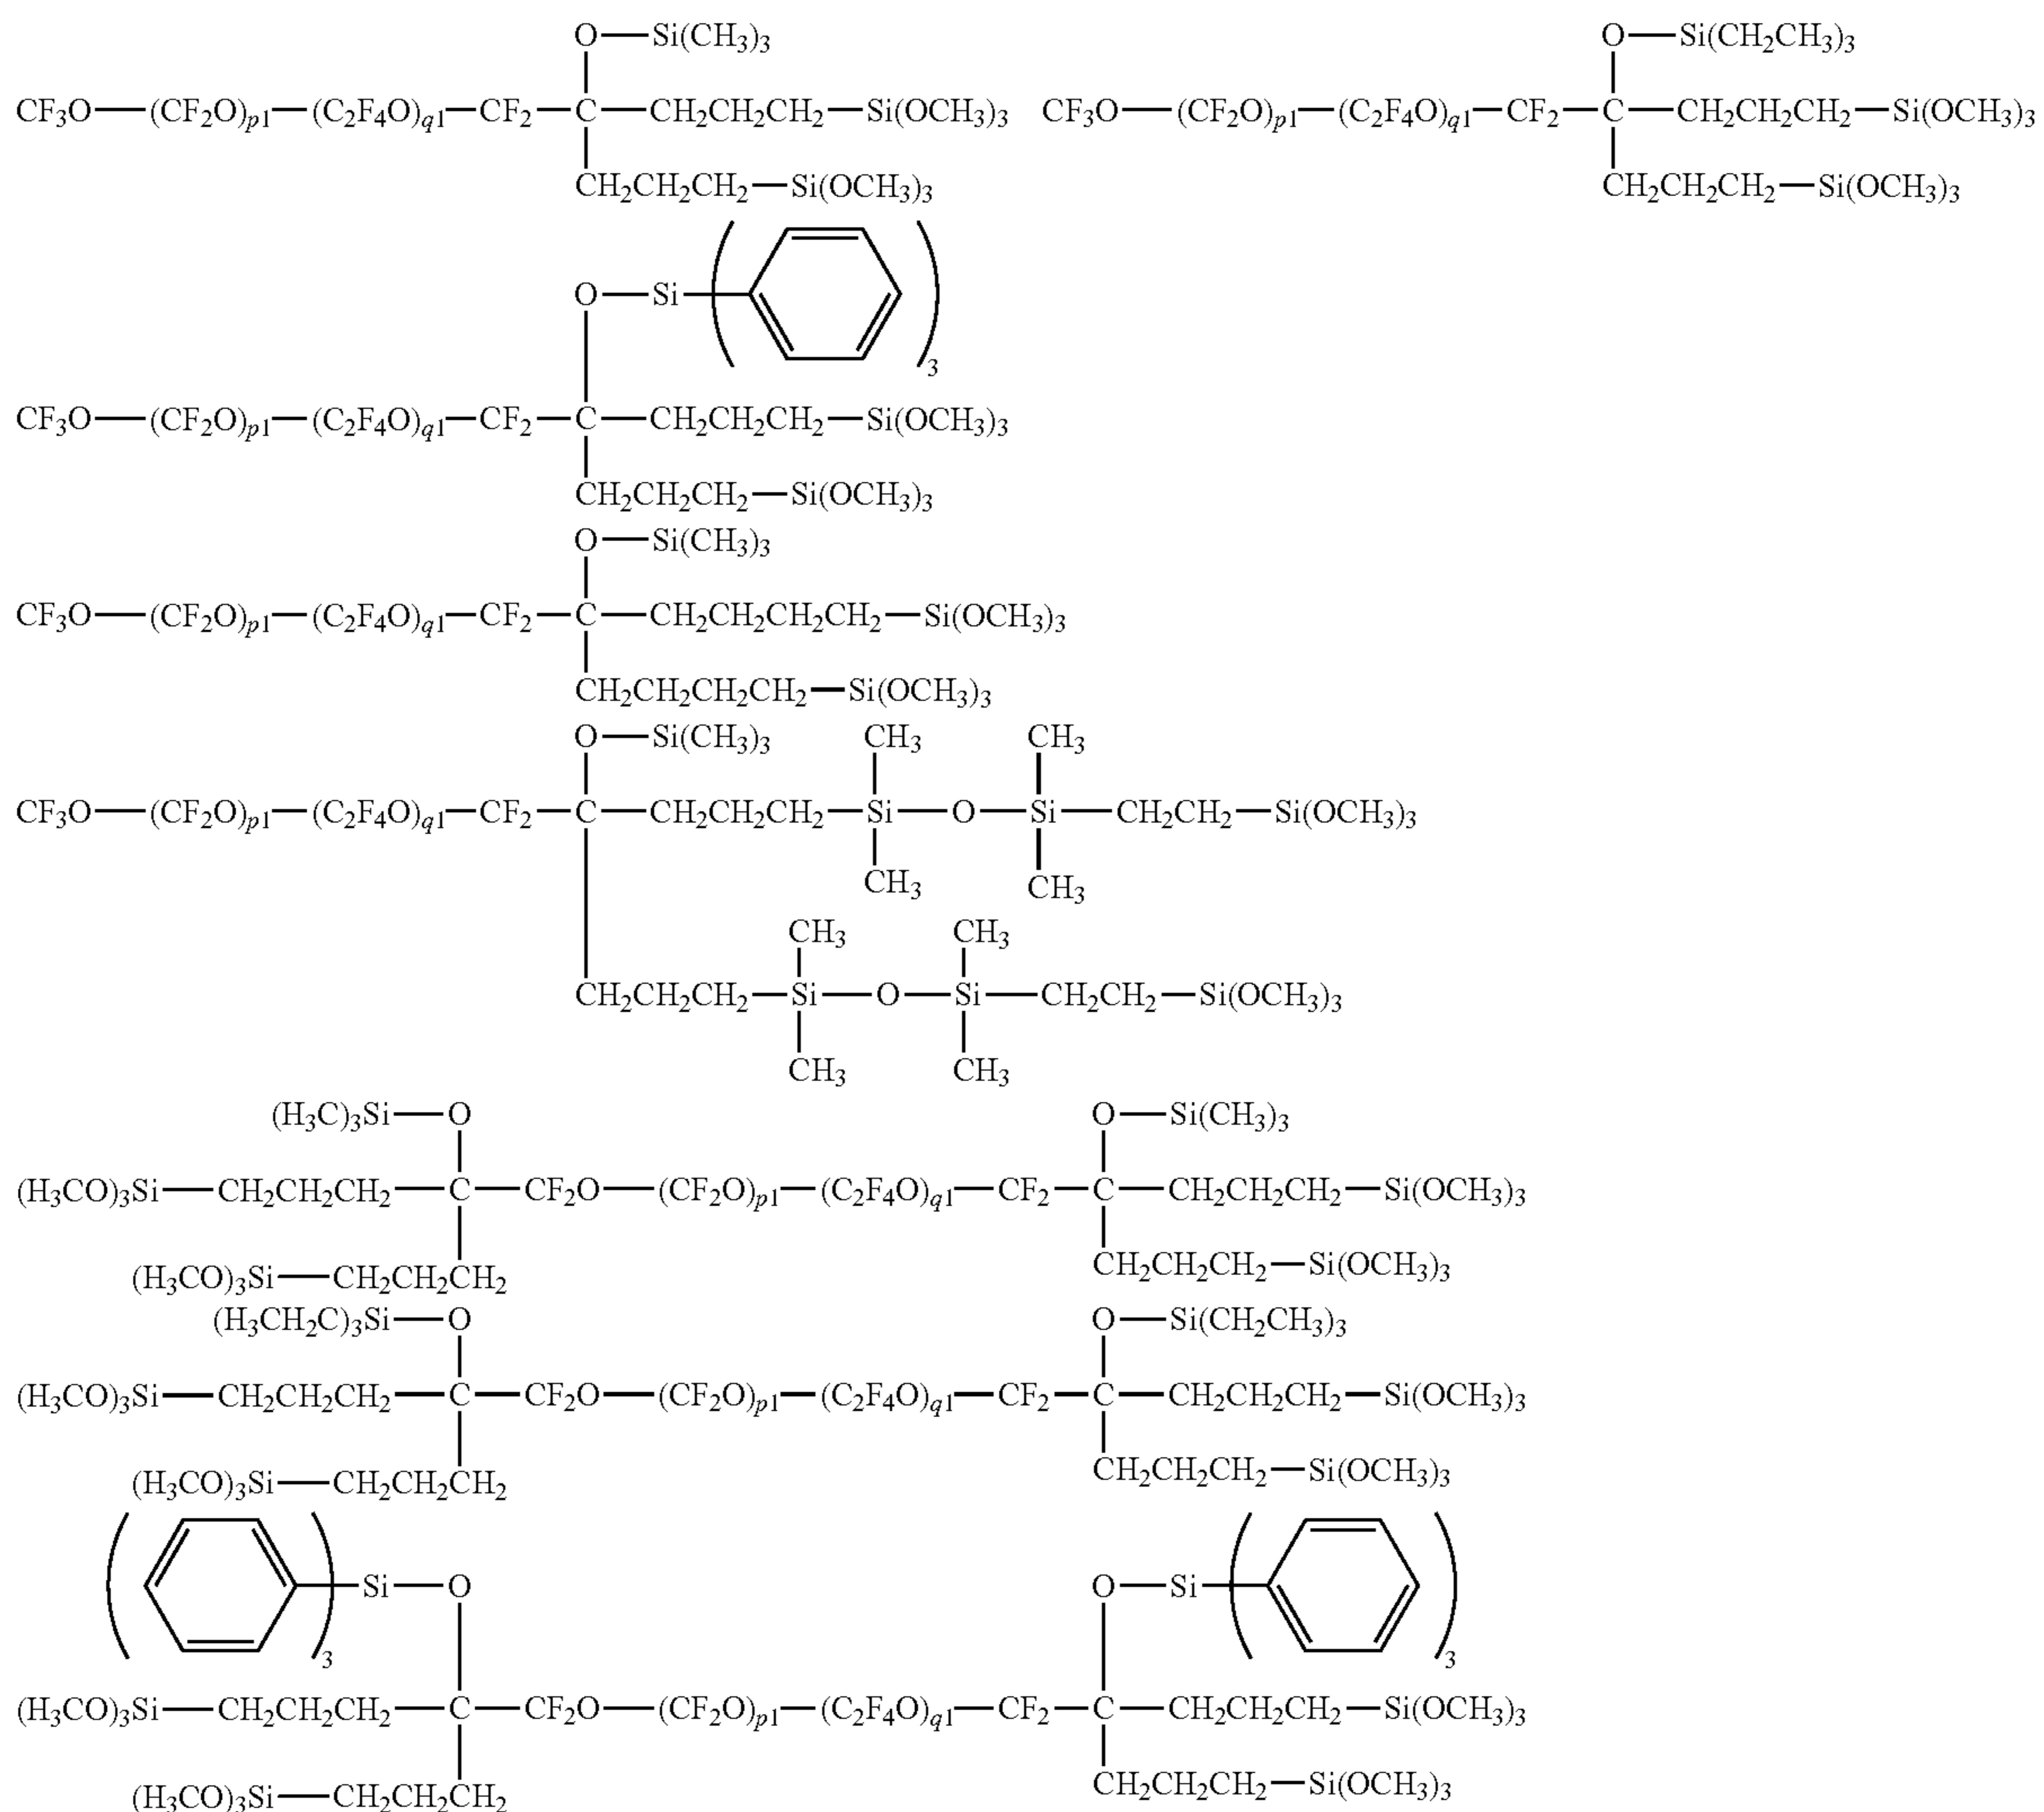 O—Si(CH₃)₃ O—Si(CH₂CH₃)₃
CF₃O—(CF₂O)p1—(C₂F₄O)q1—CF₂—C—CH₂CH₂CH₂—Si(OCH₃)₃ CF₃O—(CF₂O)p1—(C₂F₄O)q1—CF₂—C—CH₂CH₂CH₂—Si(OCH₃)₃
CH₂CH₂CH₂—Si(OCH₃)₃ CH₂CH₂CH₂—Si(OCH₃)₃
O—Si—( )₃
CF₃O—(CF₂O)p1—(C₂F₄O)q1—CF₂—C—CH₂CH₂CH₂—Si(OCH₃)₃
CH₂CH₂CH₂—Si(OCH₃)₃
O—Si(CH₃)₃
CF₃O—(CF₂O)p1—(C₂F₄O)q1—CF₂—C—CH₂CH₂CH₂CH₂—Si(OCH₃)₃
CH₂CH₂CH₂CH₂—Si(OCH₃)₃
O—Si(CH₃)₃ CH₃ CH₃
CF₃O—(CF₂O)p1—(C₂F₄O)q1—CF₂—C—CH₂CH₂CH₂—Si—O—Si—CH₂CH₂—Si(OCH₃)₃
CH₃ CH₃
CH₃ CH₃
CH₂CH₂CH₂—Si—O—Si—CH₂CH₂—Si(OCH₃)₃
CH₃ CH₃
(H₃C)₃Si—O O—Si(CH₃)₃
(H₃CO)₃Si—CH₂CH₂CH₂—C—CF₂O—(CF₂O)p1—(C₂F₄O)q1—CF₂—C—CH₂CH₂CH₂—Si(OCH₃)₃
(H₃CO)₃Si—CH₂CH₂CH₂ CH₂CH₂CH₂—Si(OCH₃)₃
(H₃CH₂C)₃Si—O O—Si(CH₂CH₃)₃
(H₃CO)₃Si—CH₂CH₂CH₂—C—CF₂O—(CF₂O)p1—(C₂F₄O)q1—CF₂—C—CH₂CH₂CH₂—Si(OCH₃)₃
(H₃CO)₃Si—CH₂CH₂CH₂ CH₂CH₂CH₂—Si(OCH₃)₃
( )₃—Si—O O—Si—( )₃
(H₃CO)₃Si—CH₂CH₂CH₂—C—CF₂O—(CF₂O)p1—(C₂F₄O)q1—CF₂—C—CH₂CH₂CH₂—Si(OCH₃)₃
(H₃CO)₃Si—CH₂CH₂CH₂ CH₂CH₂CH₂—Si(OCH₃)₃